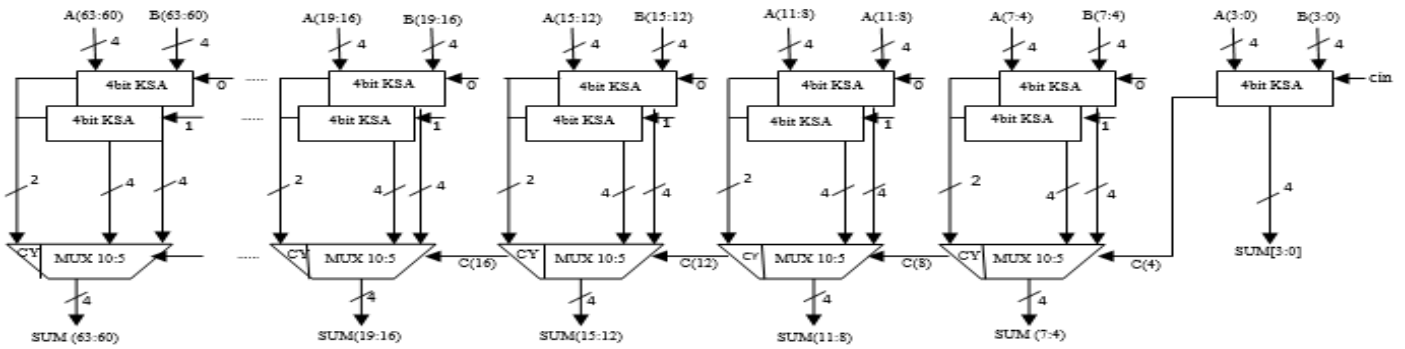 A(63:60) B(63:60) A(19:16) B(19:16) A(15:12) B(15:12) A(11:8) A(11:8) A(7:4) B(7:4) A(3:0) B(3:0)
4 4 4 4 4 4 4 4 4 4 4 4
4bit KSA 0 ..... 4bit KSA 0 4bit KSA 0 4bit KSA 0 4bit KSA 0 4bit KSA cin
4bit KSA 1 ..... 4bit KSA 1 4bit KSA 1 4bit KSA 1 4bit KSA 1
2 4 4 2 4 4 2 4 4 2 4 4 2 4 4 4
CY MUX 10:5 ..... CY MUX 10:5 C(16) CY MUX 10:5 C(12) CY MUX 10:5 C(8) CY MUX 10:5 C(4) SUM[3:0]
4 4 4 4 4
SUM (63:60) SUM(19:16) SUM(15:12) SUM(11:8) SUM (7:4)